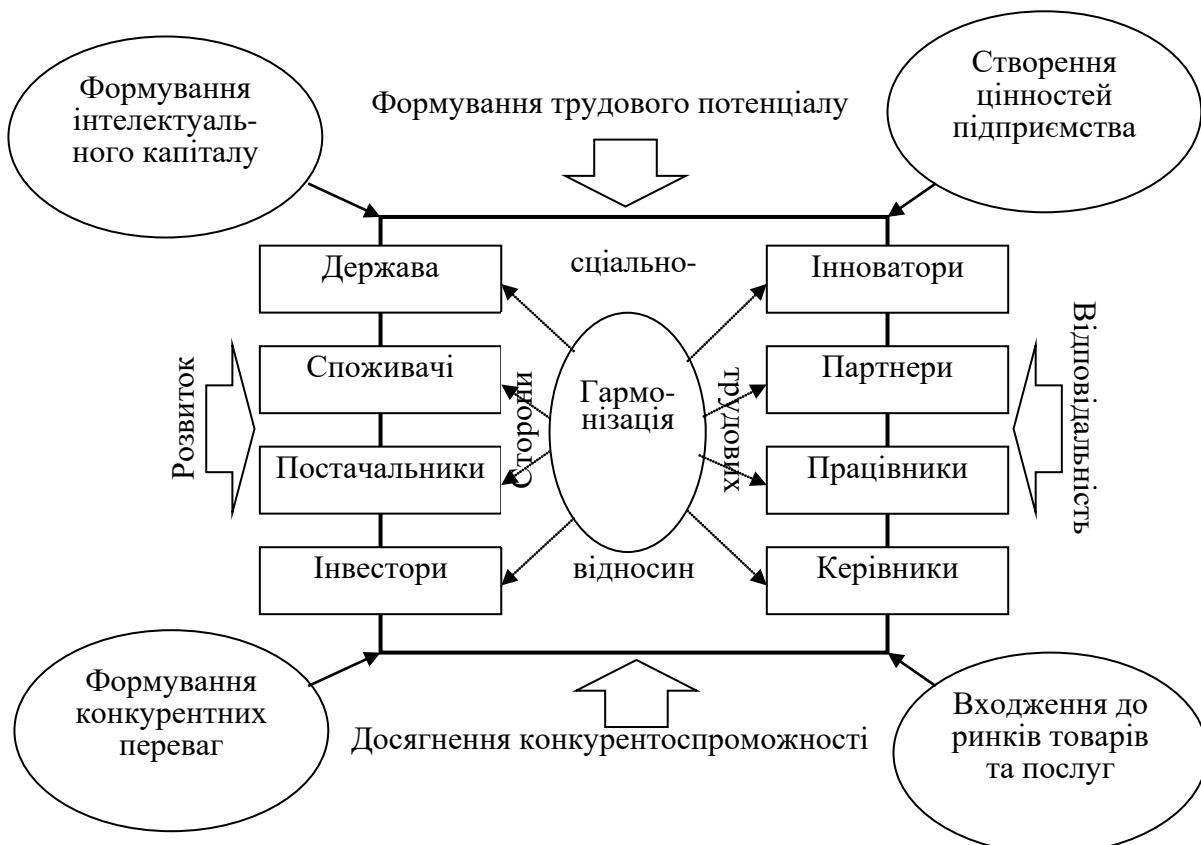 Формування
інтелектуаль-
ного капіталу
Формування трудового потенціалу
Створення
цінностей
підприємства
Держава
сціально-
Інноватори
Розвиток
Споживачі
Сторони
Гармо-
нізація
трудових
Партнери
Відповідальність
Постачальники
Працівники
Інвестори
відносин
Керівники
Формування
конкурентних
переваг
Досягнення конкурентоспроможності
Входження до
ринків товарів
та послуг